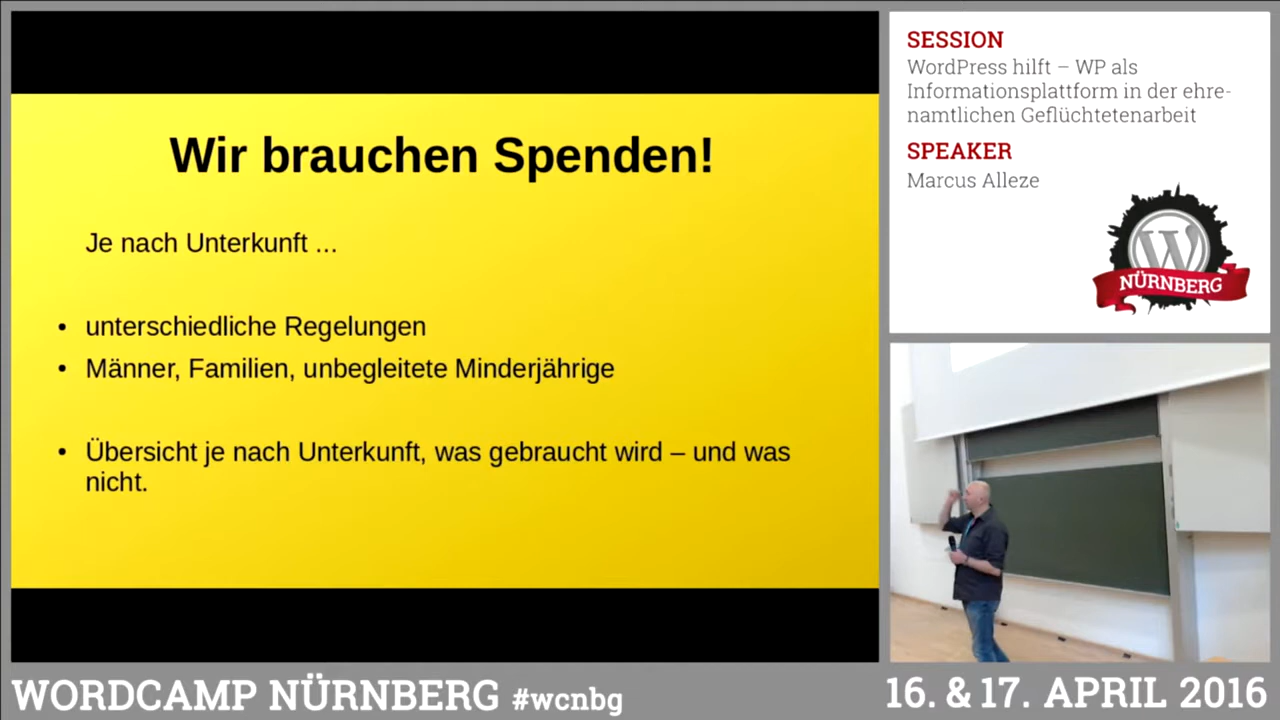 Wir brauchen Spenden!
Je nach Unterkunft ...
• unterschiedliche Regelungen
• Männer, Familien, unbegleitete Minderjährige
• Übersicht je nach Unterkunft, was gebraucht wird – und was
nicht.
SESSION
WordPress hilft – WP als
Informationsplattform in der ehre-
namtlichen Geflüchtetenarbeit
SPEAKER
Marcus Alleze
W
NÜRNBERG
WORDCAMP NÜRNBERG #wcnbg
16. & 17. APRIL 2016